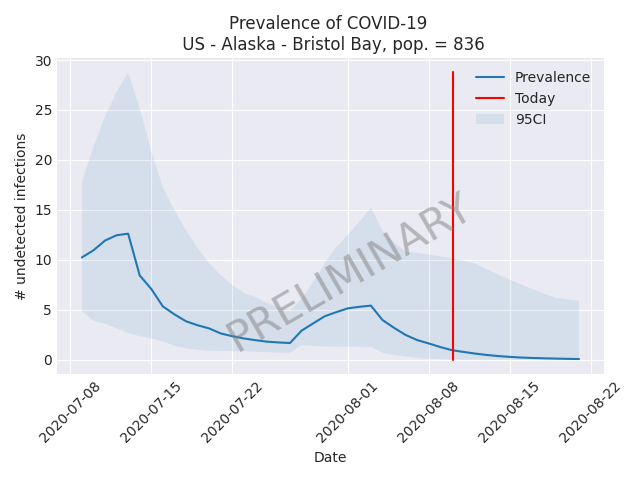 Prevalence of COVID-19
US - Alaska - Bristol Bay, pop. = 836
# undetected infections
30
25
20
15
10
5
0
Prevalence
Today
95CI
PRELIMINARY
2020-07-08
2020-07-15
2020-07-22
2020-08-01
2020-08-08
2020-08-15
2020-08-22
Date